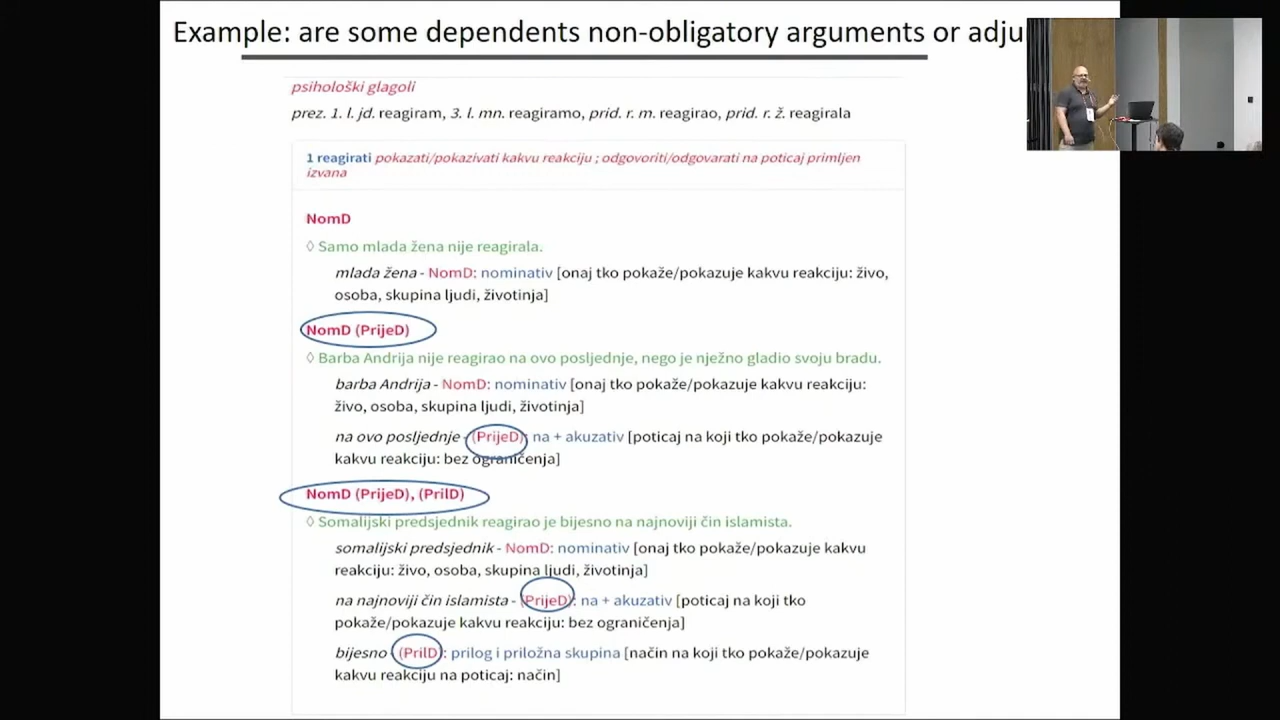 Example: are some dependents non-obligatory arguments or adju
psihološki glagoli
prez. 1. l. jd. reagiram, 3. l. mn. reagiramo, prid. r. m. reagirao, prid. r. ž. reagirala
1 reagirati pokazati/pokazivati kakvu reakciju ; odgovoriti/odgovarati na poticaj primljen
izvana
NomD
◊ Samo mlada žena nije reagirala.
mlada žena - NomD: nominativ [onaj tko pokaže/pokazuje kakvu reakciju: živo,
osoba, skupina ljudi, životinja]
NomD (PrijeD)
◊ Barba Andrija nije reagirao na ovo posljednje, nego je nježno gladio svoju bradu.
barba Andrija - NomD: nominativ [onaj tko pokaže/pokazuje kakvu reakciju:
živo, osoba, skupina ljudi, životinja]
na ovo posljednje - (PrijeD): na + akuzativ [poticaj na koji tko pokaže/pokazuje
kakvu reakciju: bez ograničenja]
NomD (PrijeD), (PrilD)
◊ Somalijski predsjednik reagirao je bijesno na najnoviji čin islamista.
somalijski predsjednik - NomD: nominativ [onaj tko pokaže/pokazuje kakvu
reakciju: živo, osoba, skupina ljudi, životinja]
na najnoviji čin islamista - (PrijeD): na + akuzativ [poticaj na koji tko
pokaže/pokazuje kakvu reakciju: bez ograničenja]
bijesno (PrilD): prilog i priložna skupina [način na koji tko pokaže/pokazuje
kakvu reakciju na poticaj: način]